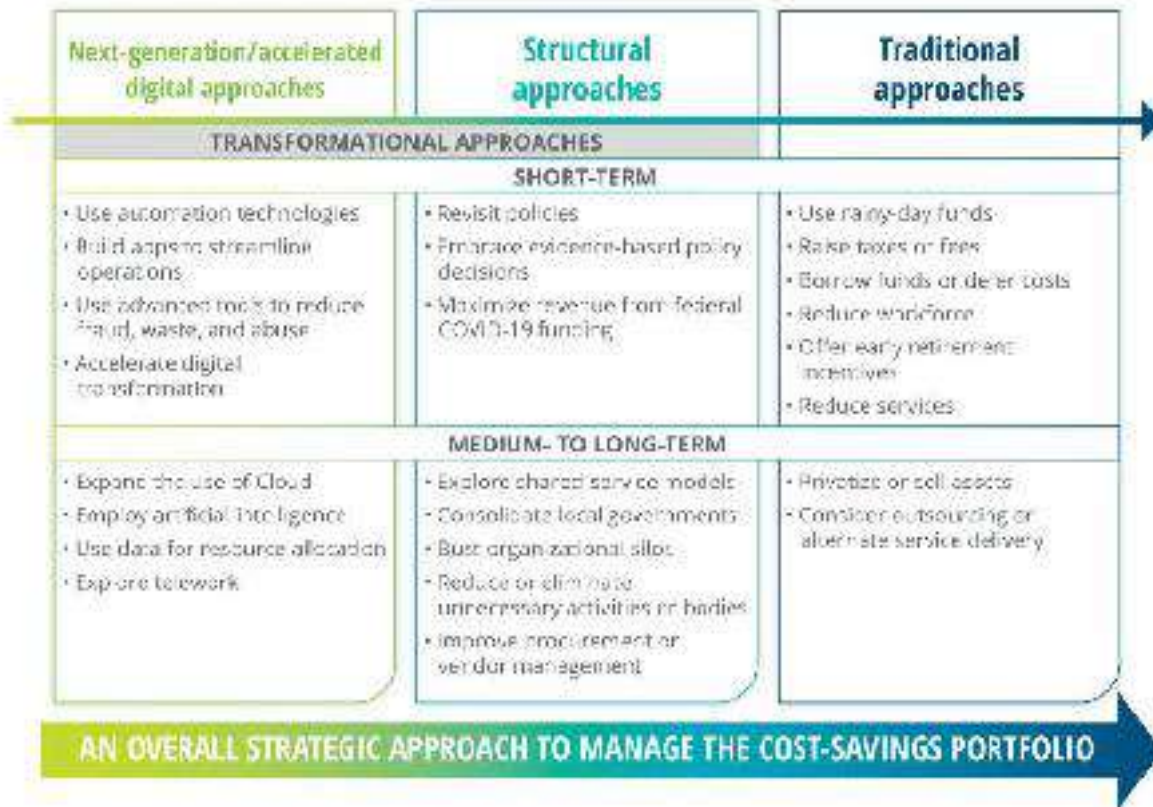 Next-generation/accelerated
digital approaches
Structural
approaches
Traditional
approaches
TRANSFORMATIONAL APPROACHES
SHORT-TERM
• Use automation technologies
• Build apps to streamline
operations
• Use advanced tools to reduce
fraud, waste, and abuse
• Accelerate digital
transformation
• Revisit policies
• Embrace evidence-based policy
decisions
• Maximize revenue from federal
COVID-19 funding
• Use rainy-day funds
• Raise taxes or fees
• Borrow funds or defer costs
• Reduce workforce
• Offer early retirement
incentives
• Reduce services
MEDIUM- TO LONG-TERM
• Expand the use of Cloud
• Employ artificial intelligence
• Use data for resource allocation
• Explore telework
• Explore shared service models
• Consolidate local governments
• Bust organizational silos
• Reduce or eliminate
unnecessary activities or bodies
• Improve procurement or
vendor management
• Privatize or sell assets
• Consider outsourcing or
alternate service delivery
AN OVERALL STRATEGIC APPROACH TO MANAGE THE COST-SAVINGS PORTFOLIO